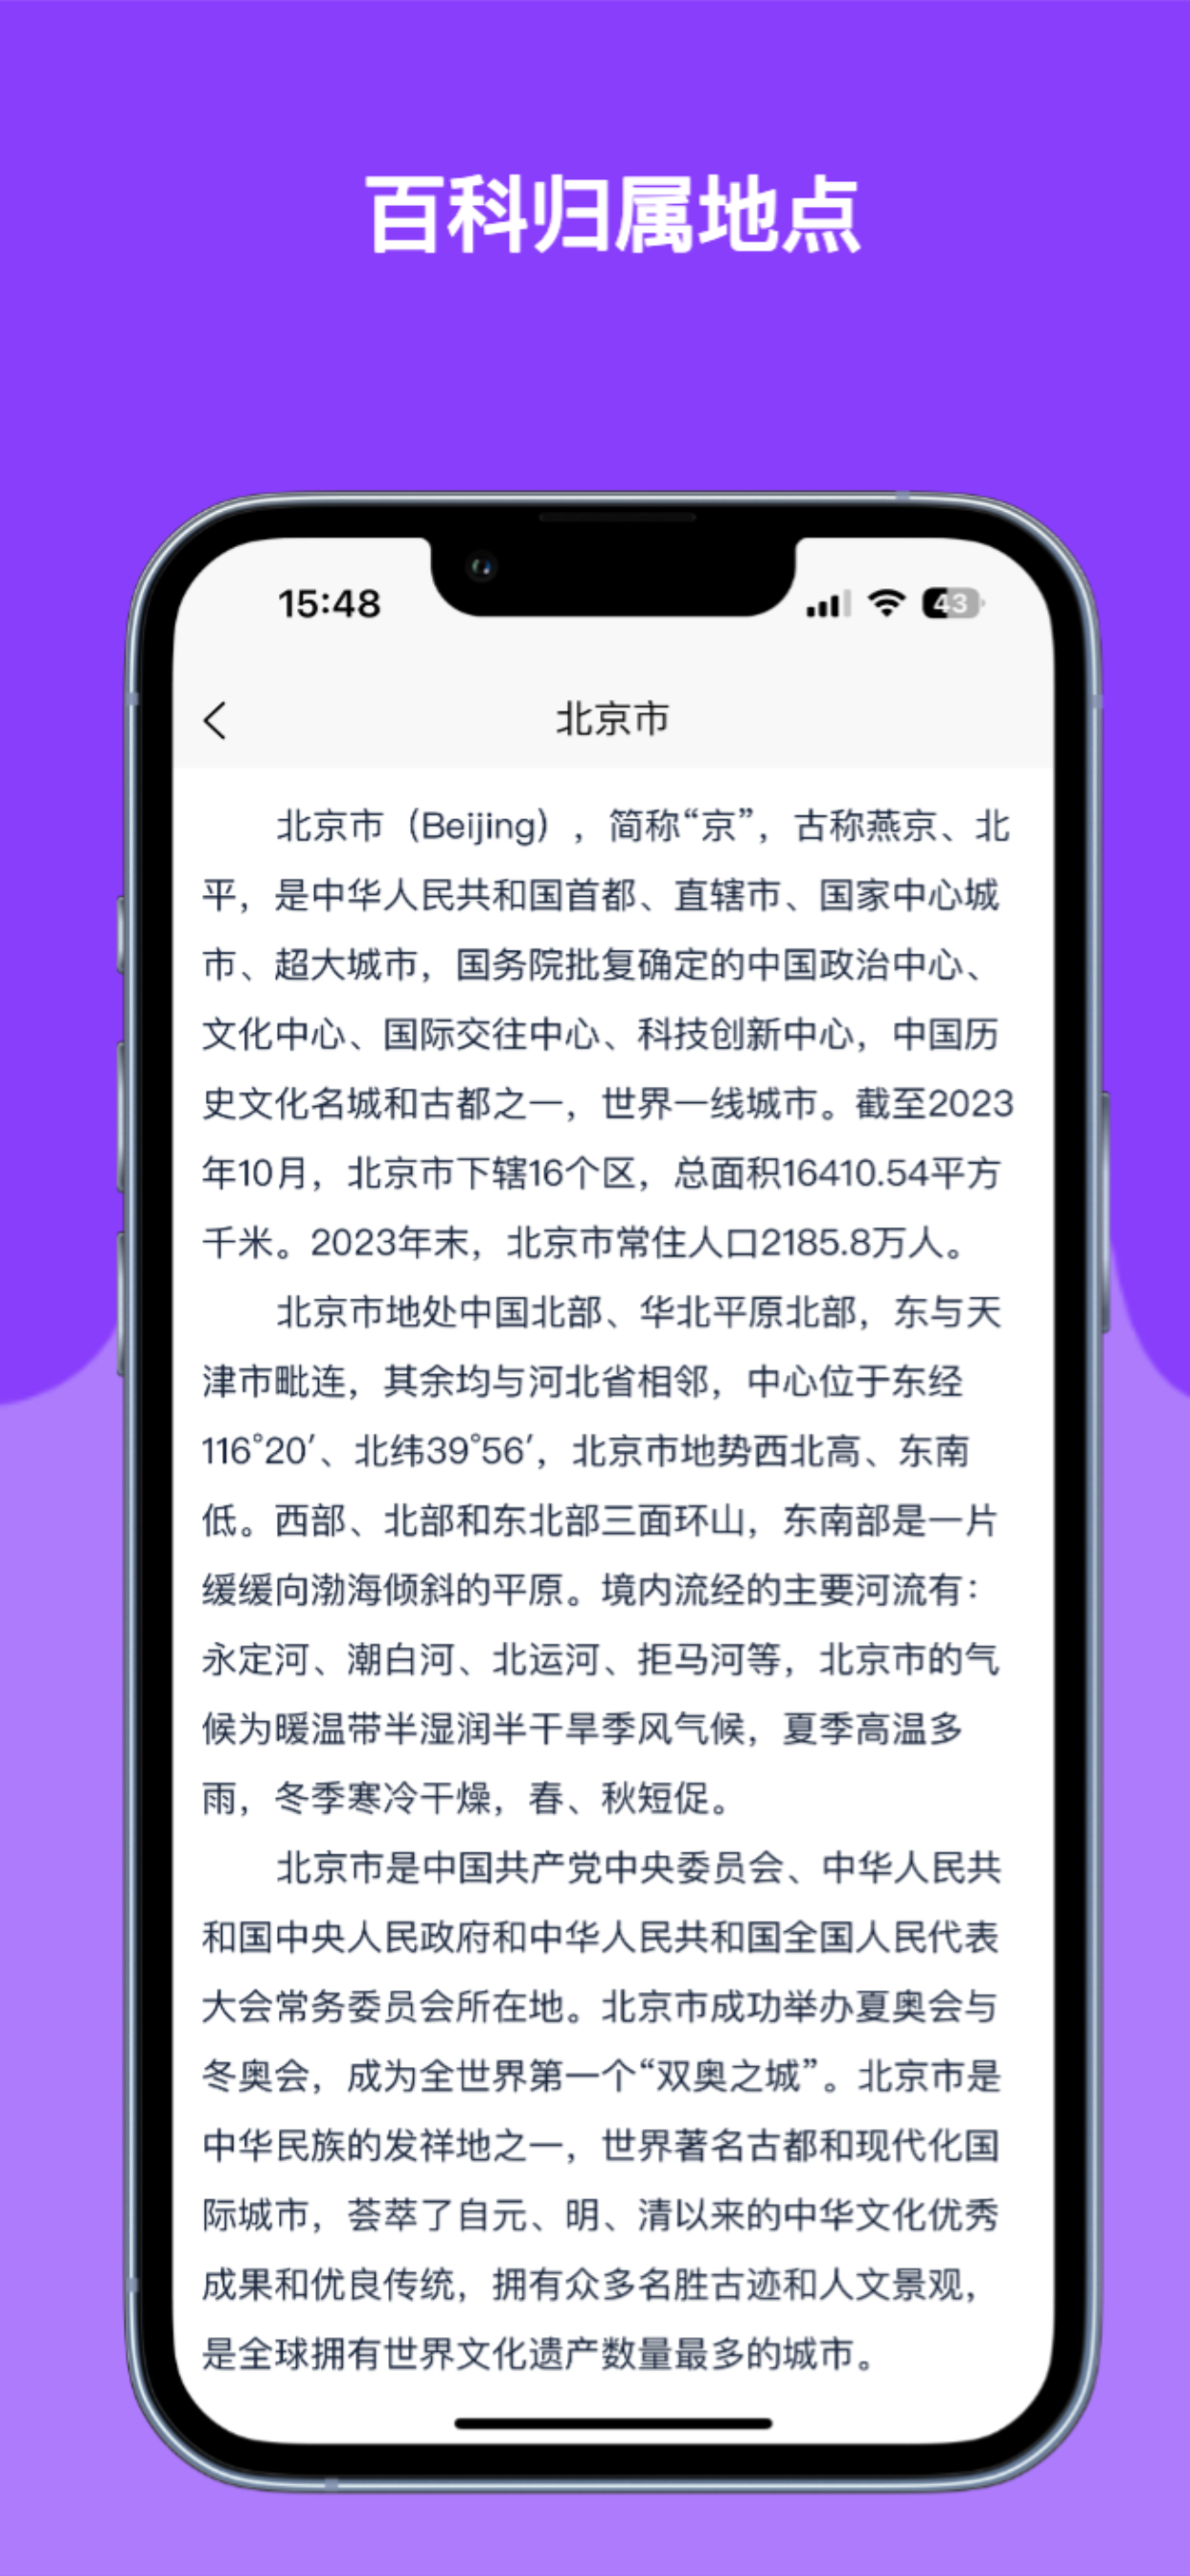 百科归属地点
15:48
43
北京市
北京市（Beijing），简称“京”，古称燕京、北
平，是中华人民共和国首都、直辖市、国家中心城
市、超大城市，国务院批复确定的中国政治中心、
文化中心、国际交往中心、科技创新中心，中国历
史文化名城和古都之一，世界一线城市。截至2023
年10月，北京市下辖16个区，总面积16410.54平方
千米。2023年末，北京市常住人口2185.8万人。
北京市地处中国北部、华北平原北部，东与天
津市毗连，其余均与河北省相邻，中心位于东经
116°20′、北纬39°56′，北京市地势西北高、东南
低。西部、北部和东北部三面环山，东南部是一片
缓缓向渤海倾斜的平原。境内流经的主要河流有：
永定河、潮白河、北运河、拒马河等，北京市的气
候为暖温带半湿润半干旱季风气候，夏季高温多
雨，冬季寒冷干燥，春、秋短促。
北京市是中国共产党中央委员会、中华人民共
和国中央人民政府和中华人民共和国全国人民代表
大会常务委员会所在地。北京市成功举办夏奥会与
冬奥会，成为全世界第一个“双奥之城”。北京市是
中华民族的发祥地之一，世界著名古都和现代化国
际城市，荟萃了自元、明、清以来的中华文化优秀
成果和优良传统，拥有众多名胜古迹和人文景观，
是全球拥有世界文化遗产数量最多的城市。